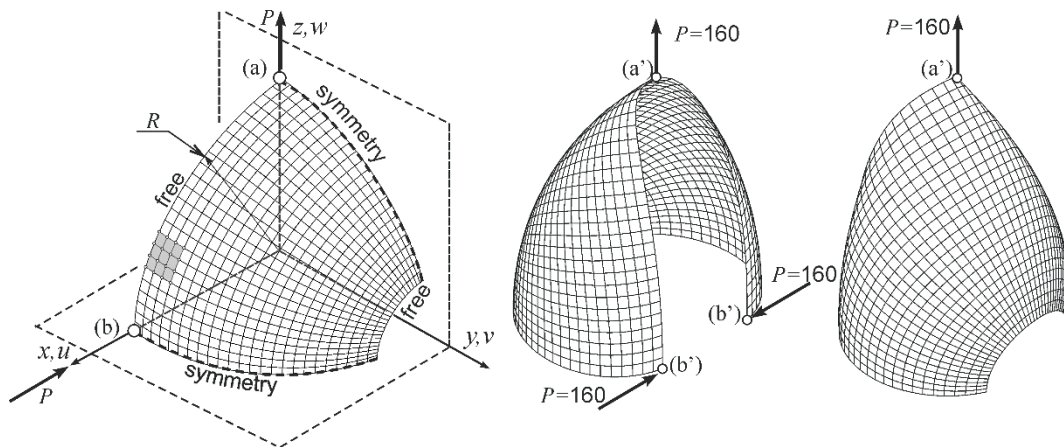 P
z,w
(a)
symmetry
R
free
(b)
x,u
P
symmetry
free
y,v
P=160
(a')
P=160
(b')
(b')
P=160
P=160
(a')